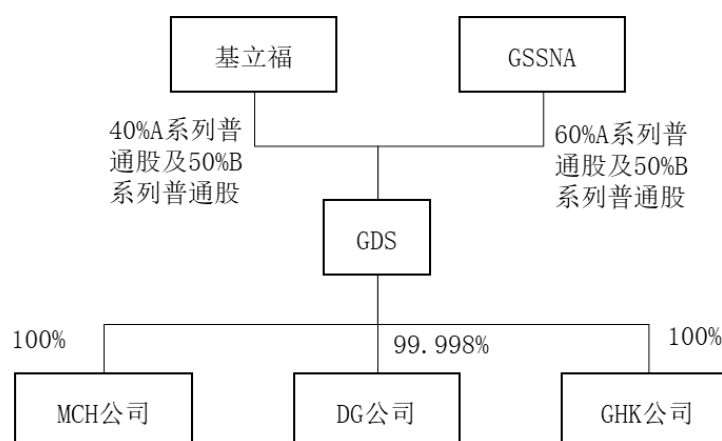 基立福
GSSNA
40%A系列普
通股及50%B
系列普通股
60%A系列普
通股及50%B
系列普通股
GDS
100%
99.998%
100%
MCH公司
DG公司
GHK公司